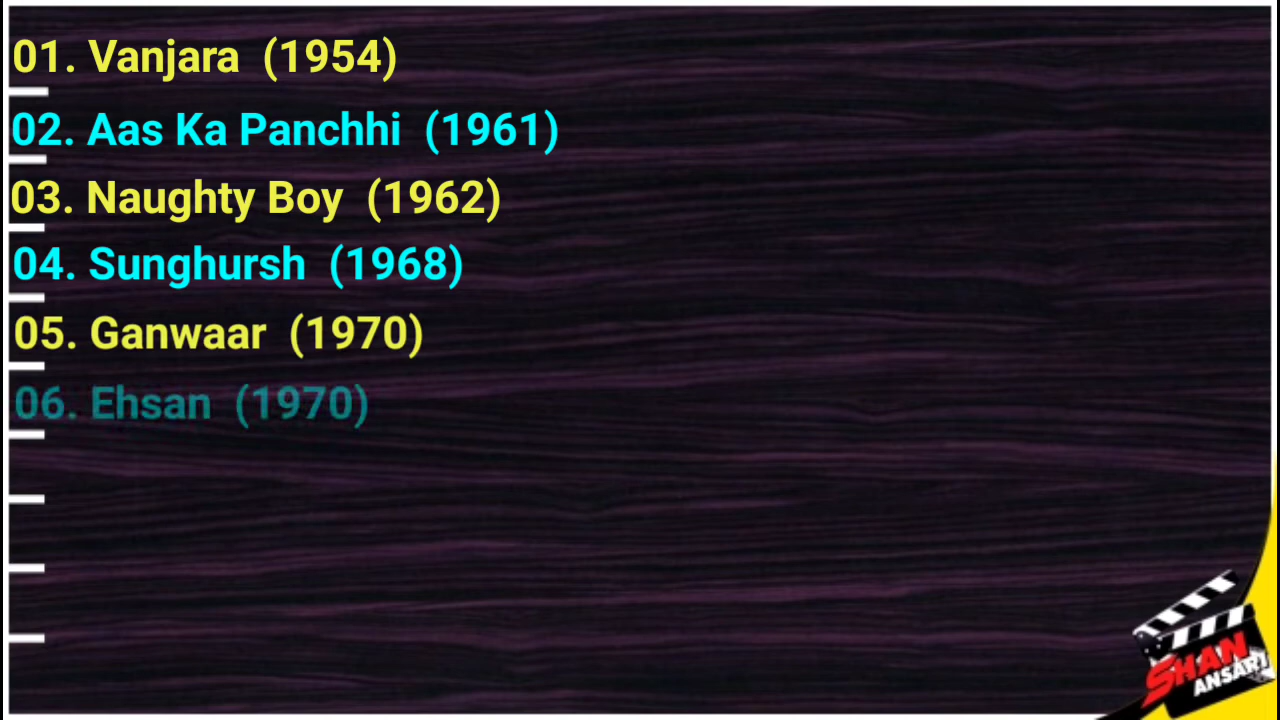 01. Vanjara (1954)
02. Aas Ka Panchhi (1961)
03. Naughty Boy (1962)
04. Sunghursh (1968)
05. Ganwaar (1970)
06. Ehsan (1970)
SHAN
ANSARI